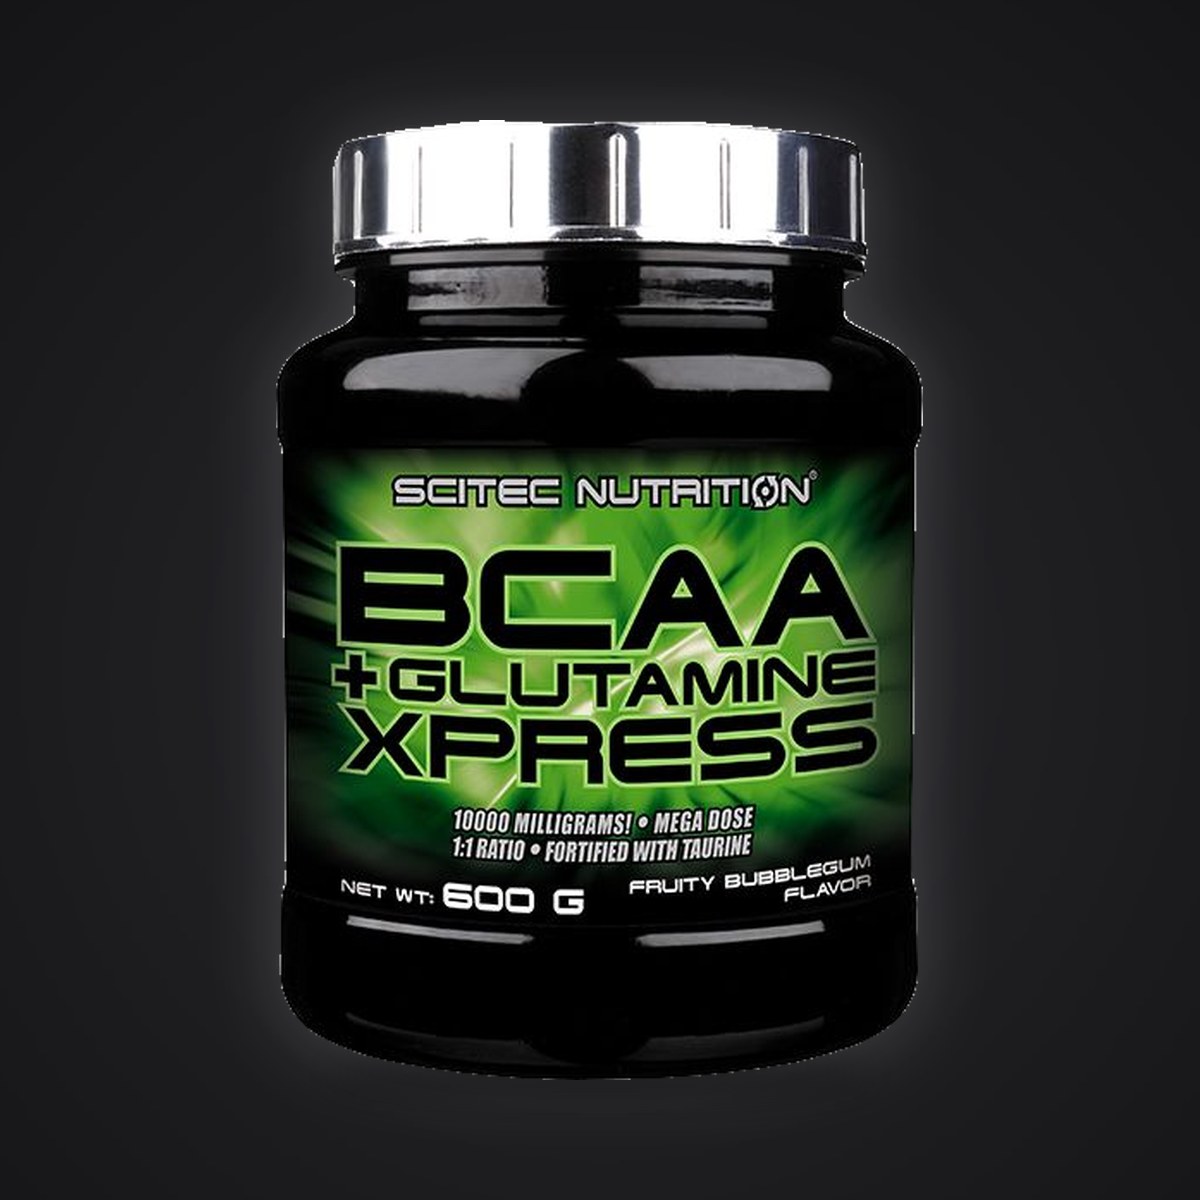 SCITEC NUTRITION®
BCAA
+GLUTAMINE
XPRESS
10000 MILLIGRAMS! • MEGA DOSE
1:1 RATIO • FORTIFIED WITH TAURINE
NET WT: 600 G
FRUITY BUBBLEGUM
FLAVOR